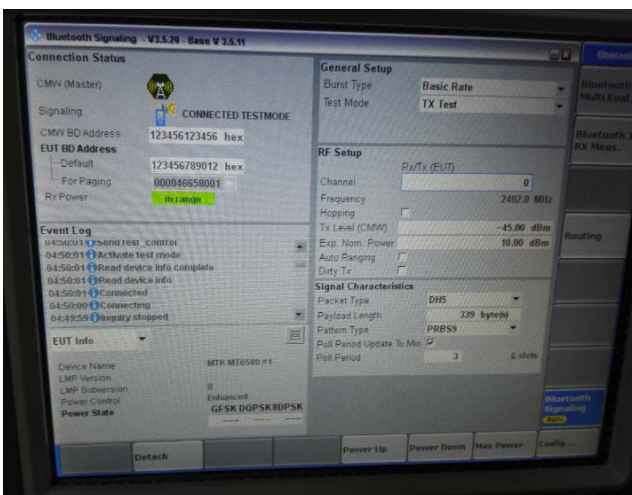 Bluetooth Signaling - V3.5.20 - Base V 3.5.11
Connection Status
CMW (Master)
Signaling
CONNECTED TESTMODE
CMW BD Address
123456123456 hex
EUT BD Address
Default
123456789012 hex
For Paging
000046658001
Rx Power
in range
Event Log
04:50:01 Send test_control
04:50:01 Activate test mode
04:50:01 Read device info complete
04:50:01 Read device info
04:50:01 Connected
04:50:00 Connecting
04:49:59 Inquiry stopped
EUT Info
Device Name
MTK MT6580 #1
LMP Version
LMP Subversion
0
Power Control
Enhanced
Power State
GFSK DQPSK 8DPSK
--- --- ---
General Setup
Burst Type
Basic Rate
Test Mode
TX Test
RF Setup
Rx/Tx (EUT)
Channel
0
Frequency
2402.0 MHz
Hopping
Tx Level (CMW)
-45.00 dBm
Exp. Nom. Power
10.00 dBm
Auto Ranging
Dirty Tx
Signal Characteristics
Packet Type
DH5
Payload Length
339 byte(s)
Pattern Type
PRBS9
Poll Period Update To Min
Poll Period
3
6 slots
Bluetooth
Multi Eval
Bluetooth
RX Meas.
Routing
Bluetooth
Signaling
RDY
Detach
Power Up
Power Down
Max Power
Config...